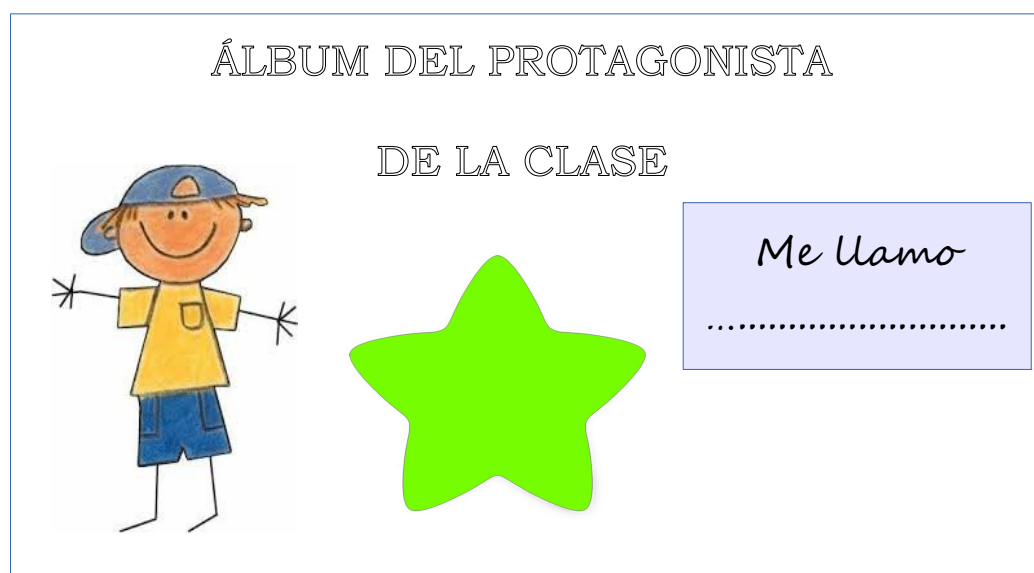 ÁLBUM DEL PROTAGONISTA
DE LA CLASE
Me llamo
..............................